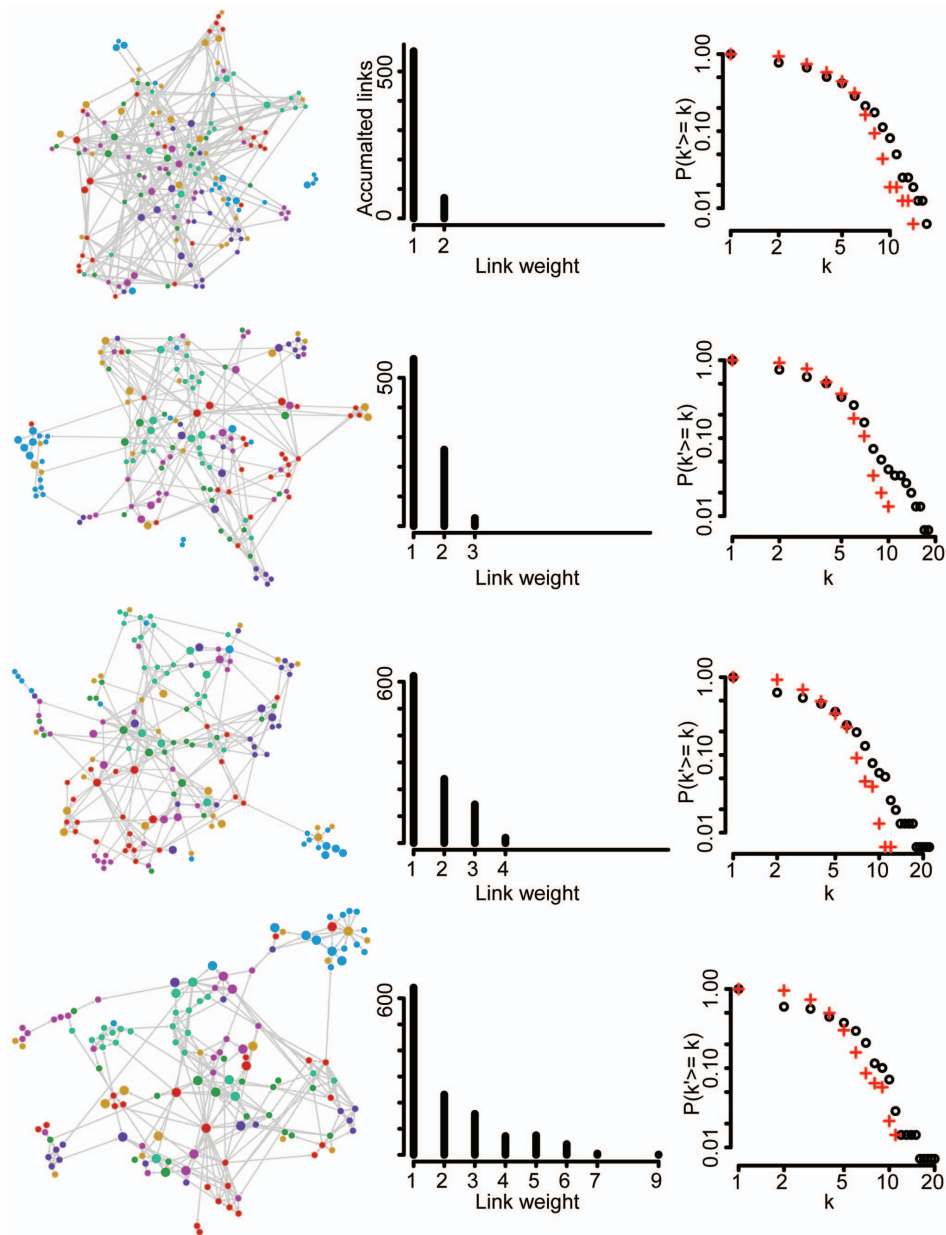 Accumalted links
500
0
1 2
Link weight
P(k'>= k)
1.00
0.10
0.01
1 2 5 10
k
500
1 2 3
Link weight
P(k'>= k)
1.00
0.10
0.01
1 2 5 10 20
k
600
1 2 3 4
Link weight
P(k'>= k)
1.00
0.10
0.01
1 2 5 10 20
k
600
1 2 3 4 5 6 7 9
Link weight
P(k'>= k)
1.00
0.10
0.01
1 2 5 10 20
k